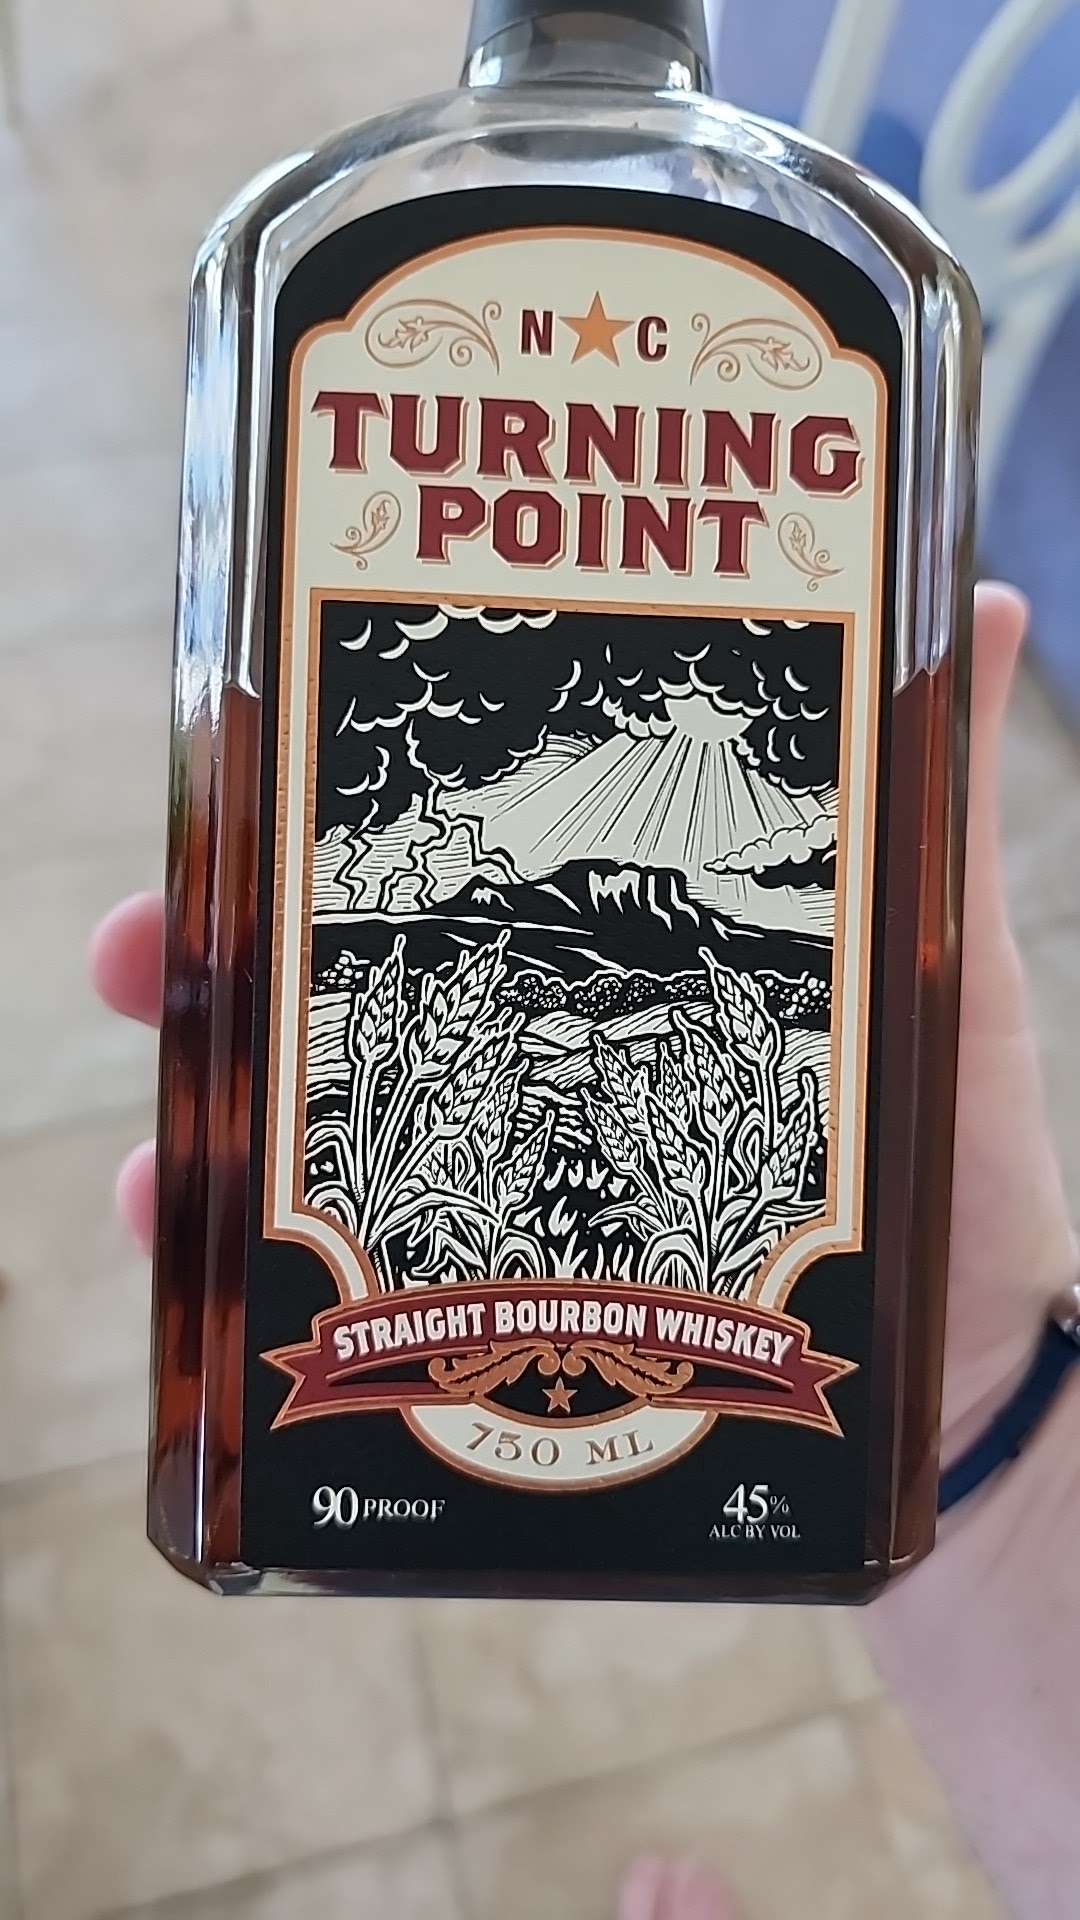 N★C
TURNING
POINT
STRAIGHT BOURBON WHISKEY
750 ML
90 PROOF
45%
ALC BY VOL